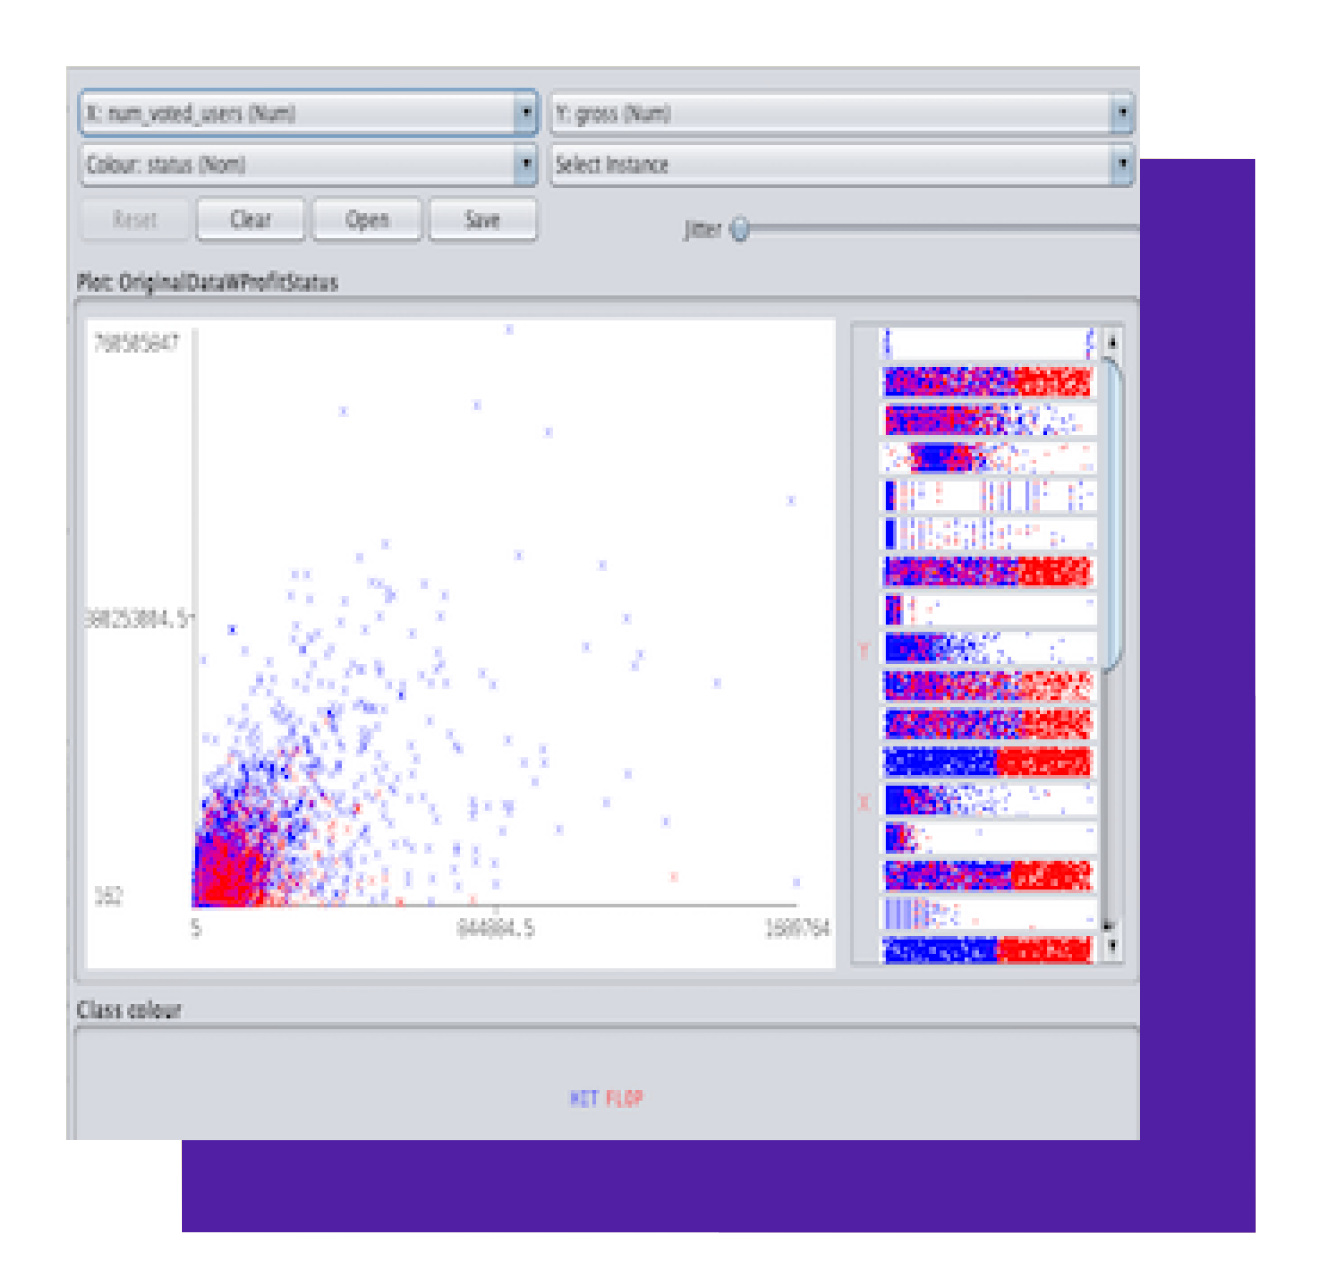 X: num_voted_users (Num)
Y: gross (Num)
Colour: status (Nom)
Select Instance
Reset Clear Open Save
Jitter
Plot: OriginalDataWProfitStatus
760505847
380253004.5
162
5
844884.5
1689764
Y
X
Class colour
HIT FLOP